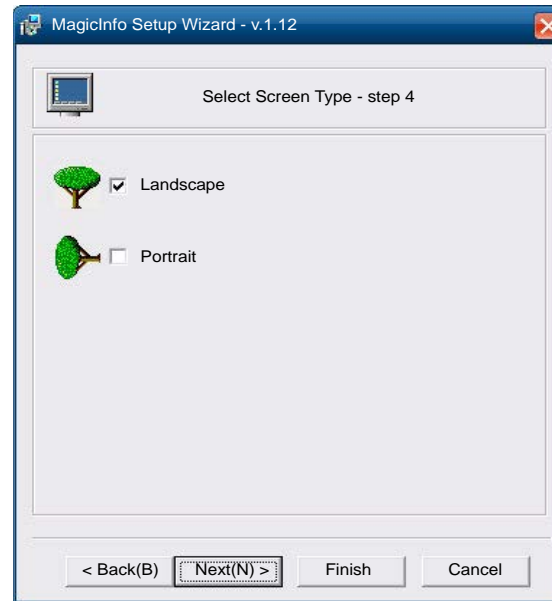 MagicInfo Setup Wizard - v.1.12
Select Screen Type - step 4
Landscape
Portrait
< Back(B) Next(N) > Finish Cancel